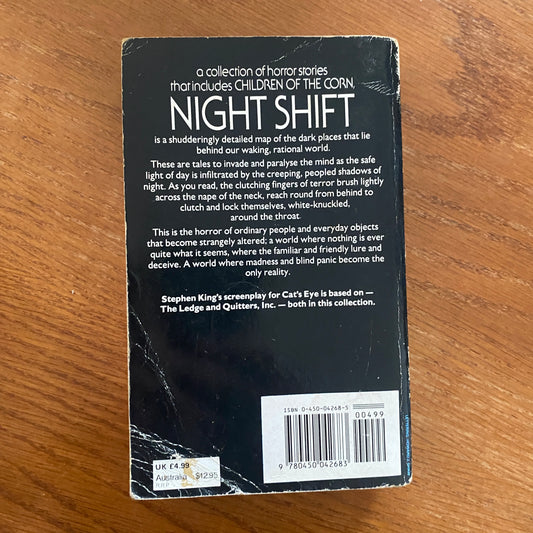 a collection of horror stories
that includes CHILDREN OF THE CORN,
NIGHT SHIFT
is a shudderingly detailed map of the dark places that lie
behind our waking, rational world.
These are tales to invade and paralyse the mind as the safe
light of day is infiltrated by the creeping, peopled shadows of
night. As you read, the clutching fingers of terror brush lightly
across the nape of the neck, reach round from behind to
clutch and lock themselves, white-knuckled,
around the throat.
This is the horror of ordinary people and everyday objects
that become strangely altered; a world where nothing is ever
quite what it seems, where the familiar and friendly lure and
deceive. A world where madness and blind panic become the
only reality.
Stephen King's screenplay for Cat's Eye is based on —
The Ledge and Quitters, Inc. — both in this collection.
ISBN 0-450-04268-5
00499
9 780450 042683
UK £4.99
Australia $12.95
R.R.P.